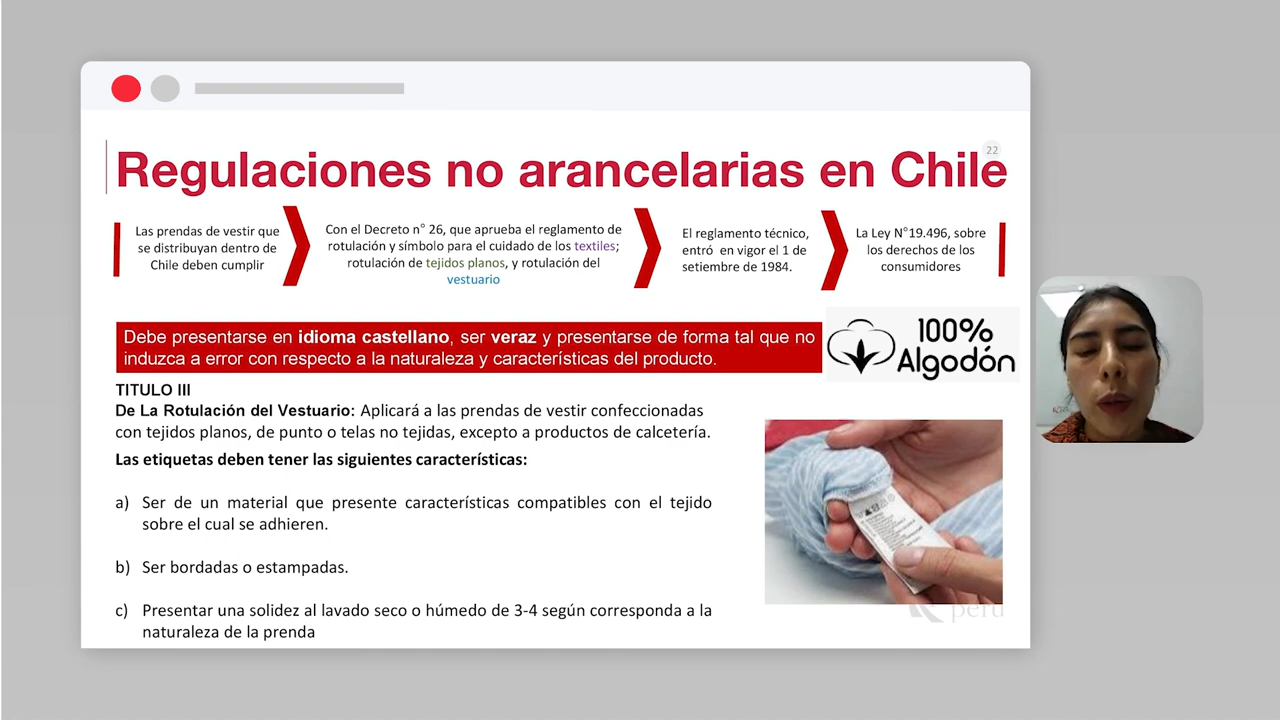 22
Regulaciones no arancelarias en Chile
Las prendas de vestir que
se distribuyan dentro de
Chile deben cumplir
Con el Decreto n° 26, que aprueba el reglamento de
rotulación y símbolo para el cuidado de los textiles;
rotulación de tejidos planos, y rotulación del
vestuario
El reglamento técnico,
entró en vigor el 1 de
setiembre de 1984.
La Ley N°19.496, sobre
los derechos de los
consumidores
Debe presentarse en idioma castellano, ser veraz y presentarse de forma tal que no
induzca a error con respecto a la naturaleza y características del producto.
100%
Algodón
TITULO III
De La Rotulación del Vestuario: Aplicará a las prendas de vestir confeccionadas
con tejidos planos, de punto o telas no tejidas, excepto a productos de calcetería.
Las etiquetas deben tener las siguientes características:
a) Ser de un material que presente características compatibles con el tejido
sobre el cual se adhieren.
b) Ser bordadas o estampadas.
c) Presentar una solidez al lavado seco o húmedo de 3-4 según corresponda a la
naturaleza de la prenda
perú